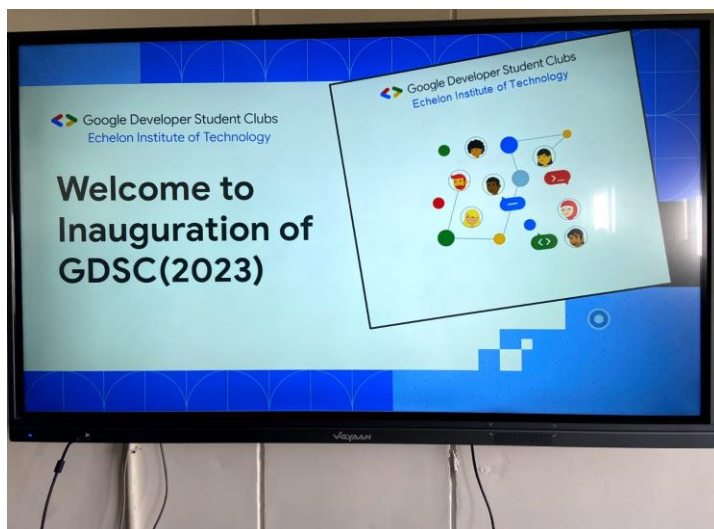 Google Developer Student Clubs
Echelon Institute of Technology
Welcome to
Inauguration of
GDSC(2023)
Google Developer Student Clubs
Echelon Institute of Technology
VIGYAAN